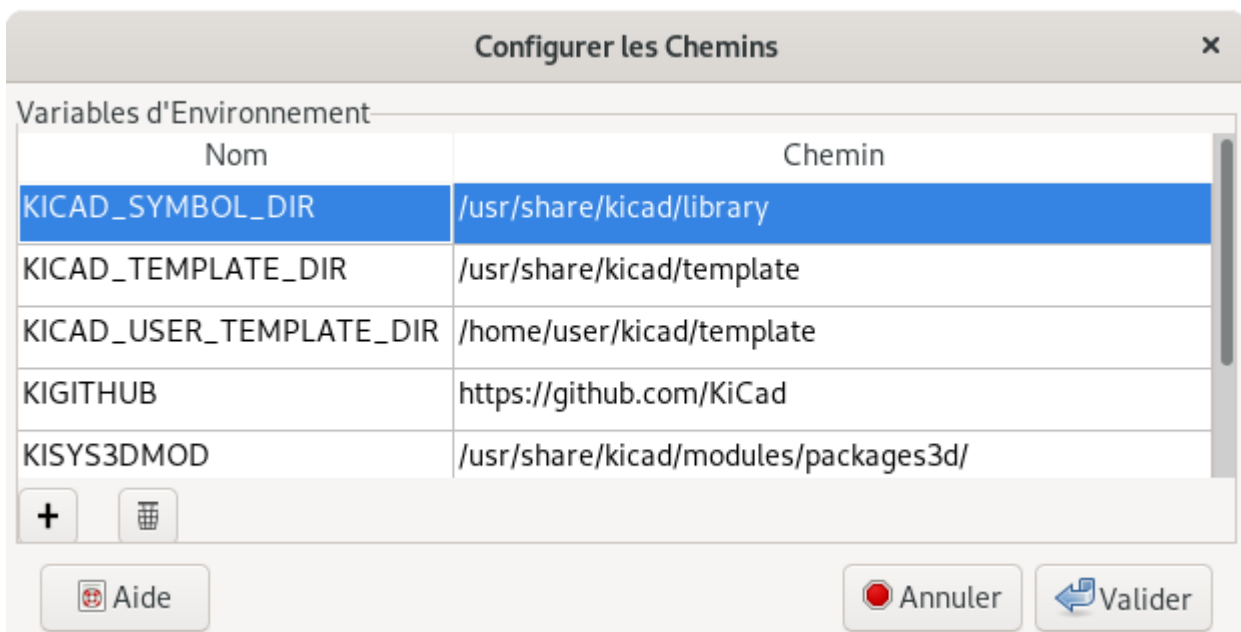 Configurer les Chemins ×
Variables d'Environnement
Nom Chemin
KICAD_SYMBOL_DIR /usr/share/kicad/library
KICAD_TEMPLATE_DIR /usr/share/kicad/template
KICAD_USER_TEMPLATE_DIR /home/user/kicad/template
KIGITHUB https://github.com/KiCad
KISYS3DMOD /usr/share/kicad/modules/packages3d/
+
Aide Annuler Valider